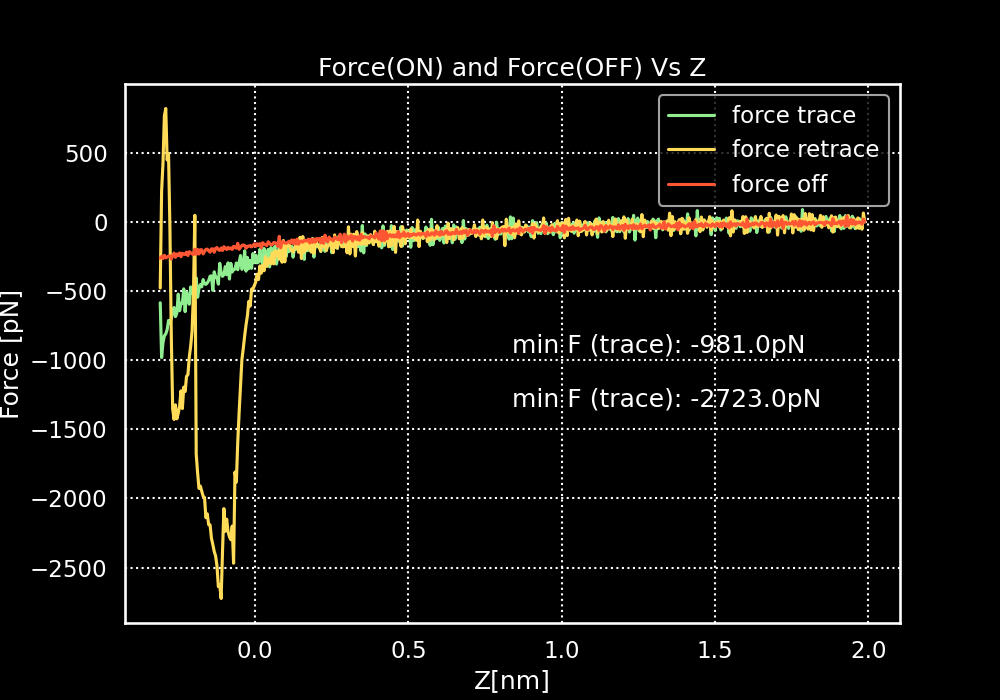 Force(ON) and Force(OFF) Vs Z
force trace
force retrace
force off
500
0
−500
−1000
−1500
−2000
−2500
Force [pN]
min F (trace): -981.0pN
min F (trace): -2723.0pN
0.0 0.5 1.0 1.5 2.0
Z[nm]